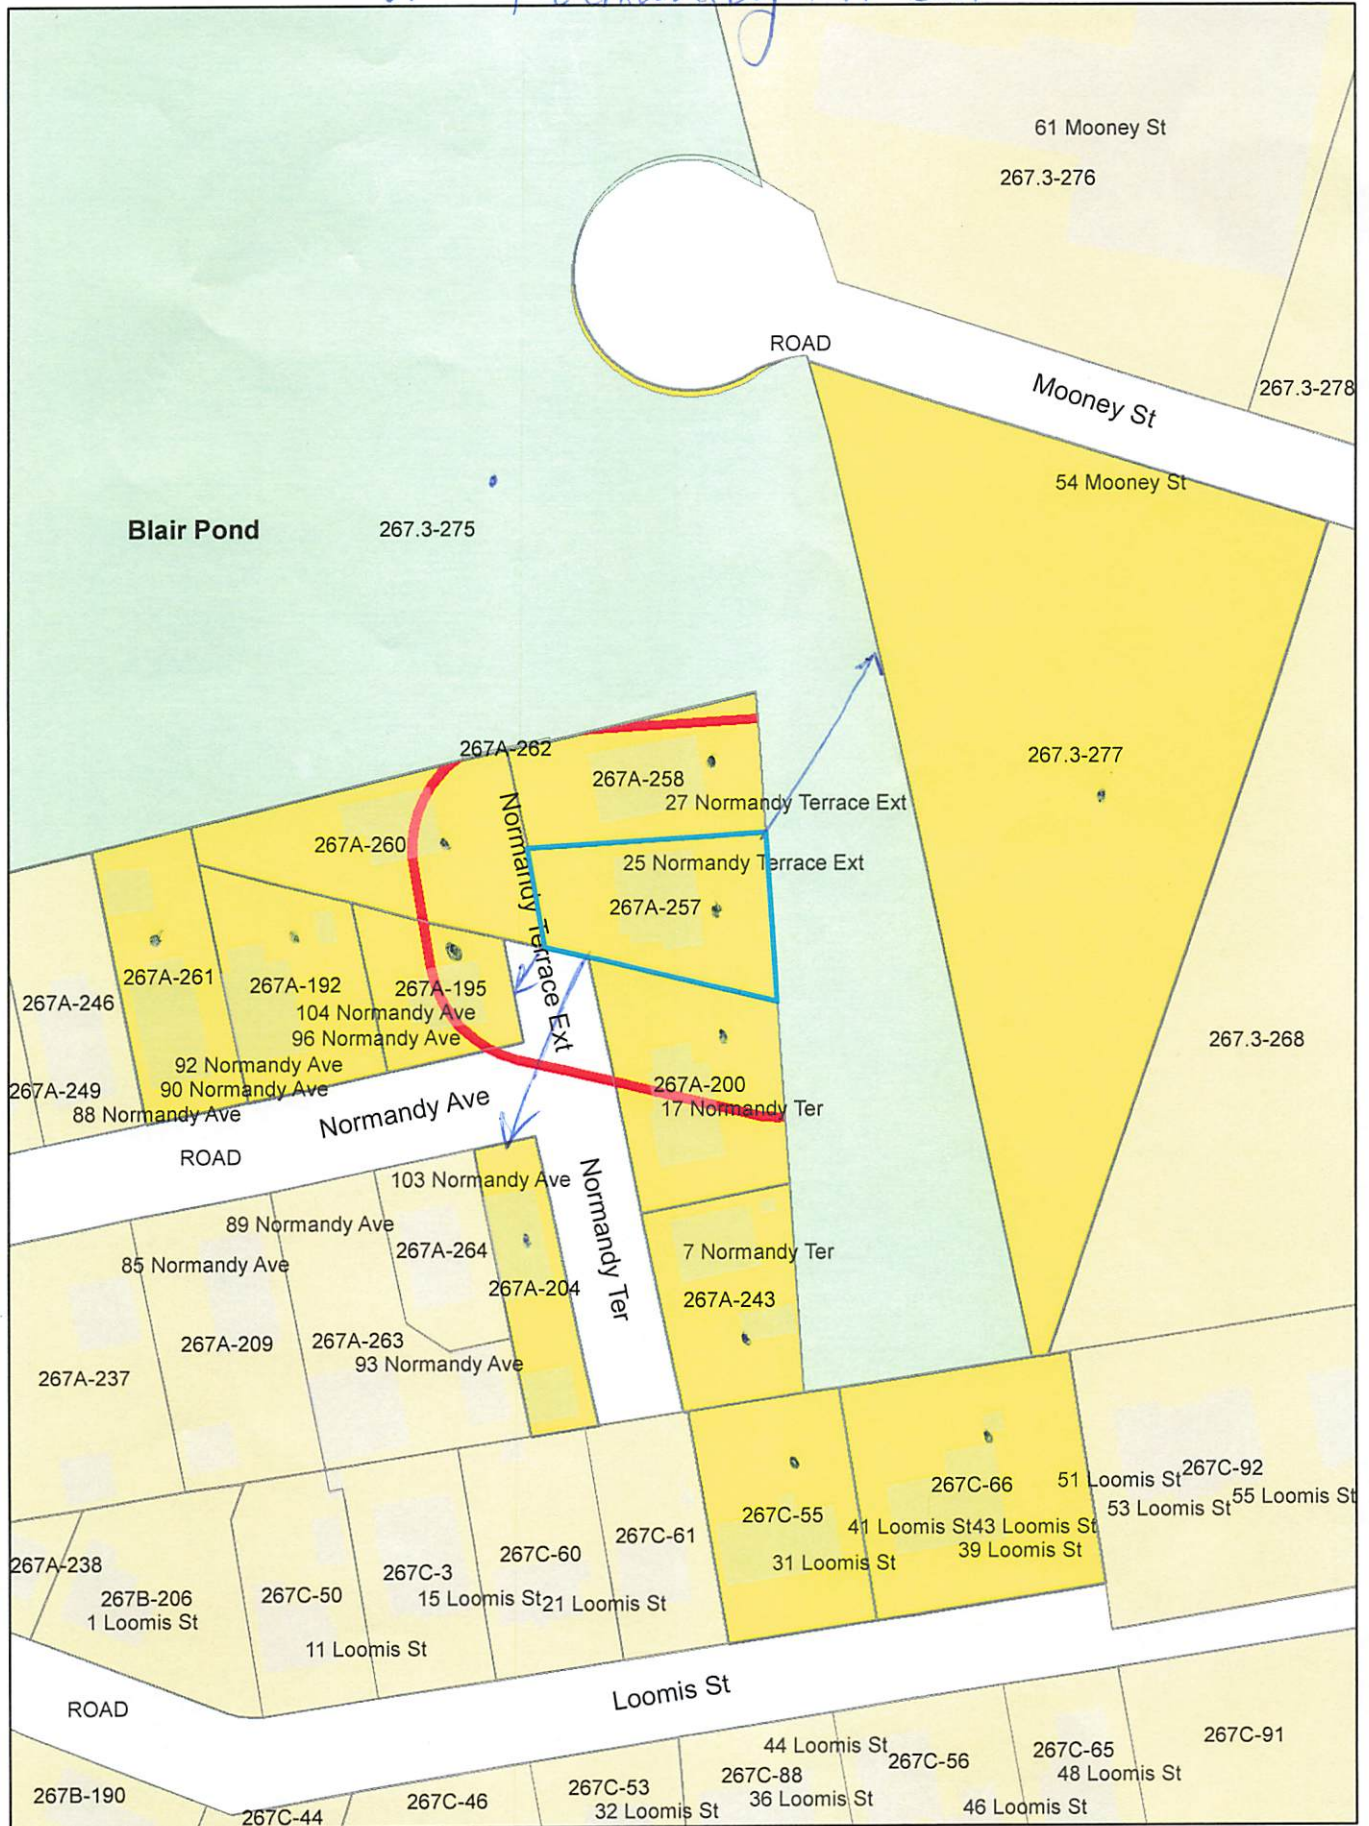 61 Mooney St
267.3-276
ROAD
Mooney St
267.3-278
54 Mooney St
Blair Pond
267.3-275
267A-262
267A-258
27 Normandy Terrace Ext
267.3-277
Normandy Terrace Ext
267A-260
25 Normandy Terrace Ext
267A-257
267A-261
267A-192
267A-195
267A-246
104 Normandy Ave
96 Normandy Ave
92 Normandy Ave
90 Normandy Ave
88 Normandy Ave
267A-249
267.3-268
267A-200
17 Normandy Ter
Normandy Ave
ROAD
103 Normandy Ave
Normandy Ter
89 Normandy Ave
267A-264
85 Normandy Ave
7 Normandy Ter
267A-204
267A-243
267A-263
267A-209
93 Normandy Ave
267A-237
267C-92
51 Loomis St
267C-66
55 Loomis St
53 Loomis St
267C-55
41 Loomis St
43 Loomis St
39 Loomis St
31 Loomis St
267C-61
267C-60
267A-238
267C-3
267B-206
267C-50
15 Loomis St
21 Loomis St
1 Loomis St
11 Loomis St
Loomis St
ROAD
267C-91
44 Loomis St
267C-56
267C-65
48 Loomis St
267C-88
267C-53
36 Loomis St
46 Loomis St
32 Loomis St
267C-46
267B-190
267C-44